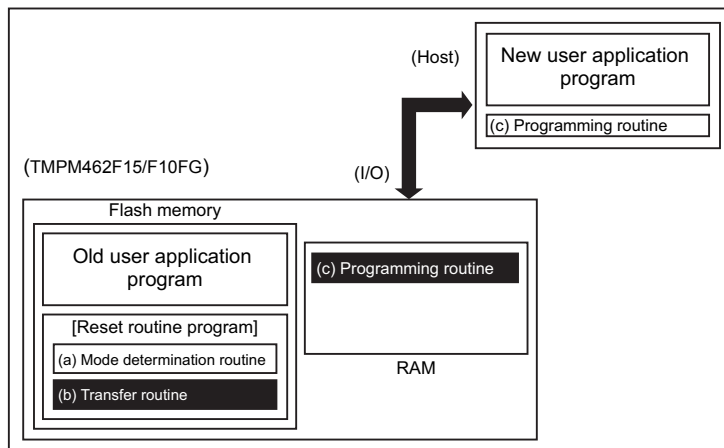 (Host)
New user application
program
(c) Programming routine
(TMPM462F15/F10FG)
(I/O)
Flash memory
Old user application
program
[Reset routine program]
(a) Mode determination routine
(b) Transfer routine
(c) Programming routine
RAM